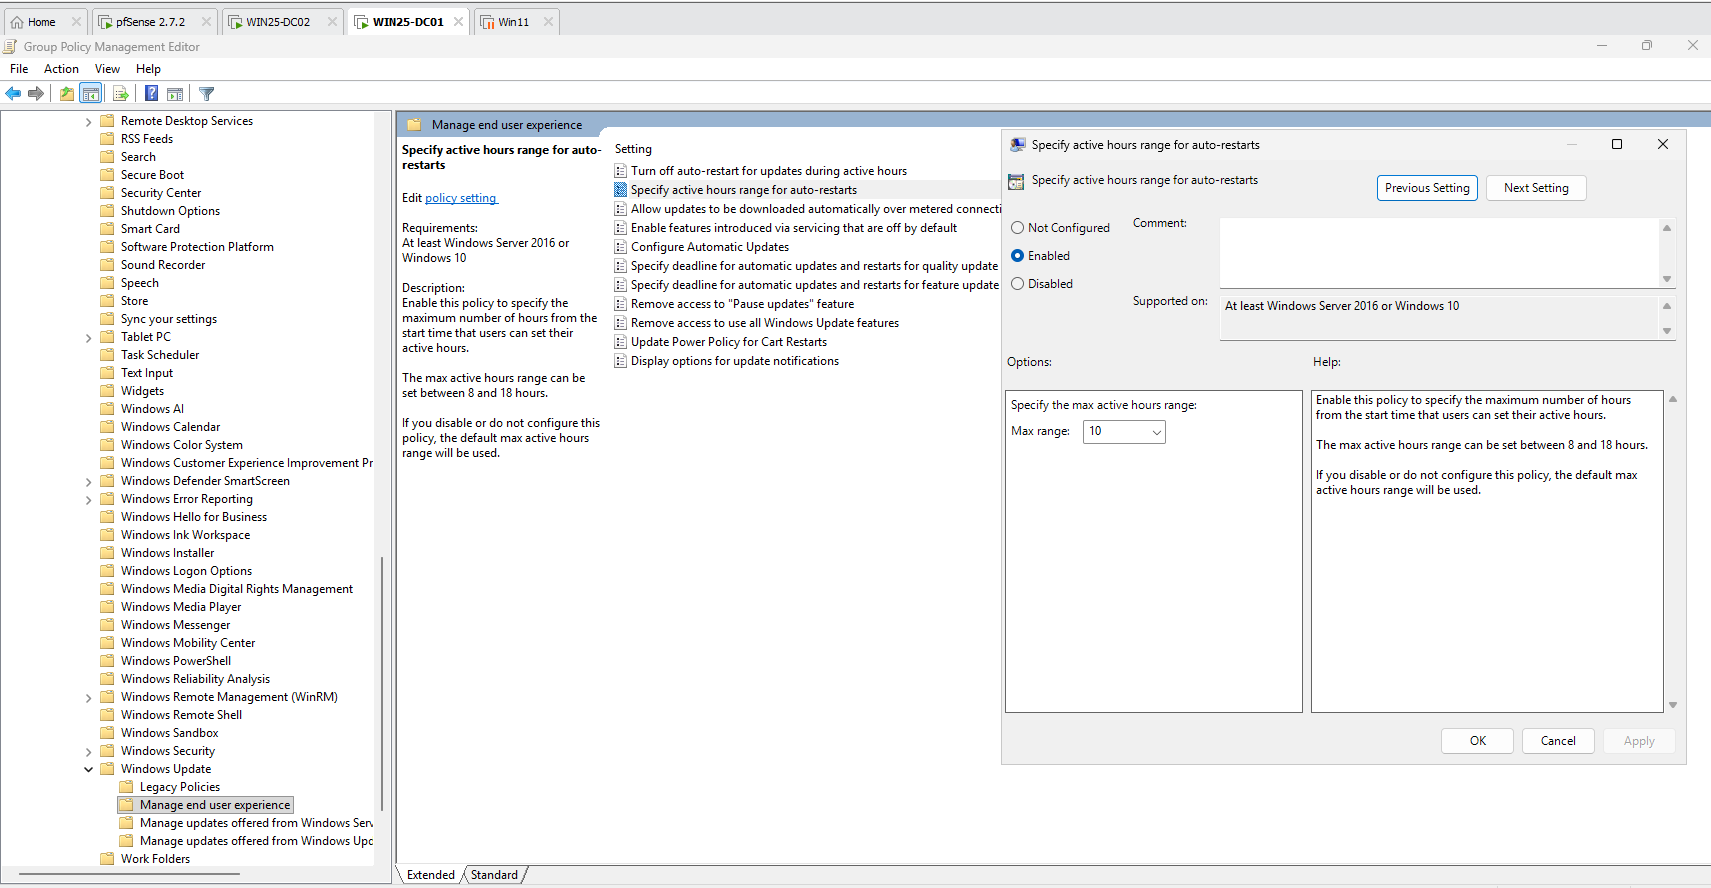 Home
pfSense 2.7.2
WIN25-DC02
WIN25-DC01
Win11
Group Policy Management Editor
File Action View Help
Remote Desktop Services
RSS Feeds
Search
Secure Boot
Security Center
Shutdown Options
Smart Card
Software Protection Platform
Sound Recorder
Speech
Store
Sync your settings
Tablet PC
Task Scheduler
Text Input
Widgets
Windows AI
Windows Calendar
Windows Color System
Windows Customer Experience Improvement Pr
Windows Defender SmartScreen
Windows Error Reporting
Windows Hello for Business
Windows Ink Workspace
Windows Installer
Windows Logon Options
Windows Media Digital Rights Management
Windows Media Player
Windows Messenger
Windows Mobility Center
Windows PowerShell
Windows Reliability Analysis
Windows Remote Management (WinRM)
Windows Remote Shell
Windows Sandbox
Windows Security
Windows Update
Legacy Policies
Manage end user experience
Manage updates offered from Windows Serv
Manage updates offered from Windows Upd
Work Folders
Manage end user experience
Specify active hours range for auto-
restarts
Edit policy setting
Requirements:
At least Windows Server 2016 or
Windows 10
Description:
Enable this policy to specify the
maximum number of hours from the
start time that users can set their
active hours.
The max active hours range can be
set between 8 and 18 hours.
If you disable or do not configure this
policy, the default max active hours
range will be used.
Setting
Turn off auto-restart for updates during active hours
Specify active hours range for auto-restarts
Allow updates to be downloaded automatically over metered connecti
Enable features introduced via servicing that are off by default
Configure Automatic Updates
Specify deadline for automatic updates and restarts for quality update
Specify deadline for automatic updates and restarts for feature update
Remove access to "Pause updates" feature
Remove access to use all Windows Update features
Update Power Policy for Cart Restarts
Display options for update notifications
Extended Standard
Specify active hours range for auto-restarts
Specify active hours range for auto-restarts
Previous Setting
Next Setting
Not Configured
Enabled
Disabled
Comment:
Supported on:
At least Windows Server 2016 or Windows 10
Options:
Help:
Specify the max active hours range:
Max range: 10
Enable this policy to specify the maximum number of hours
from the start time that users can set their active hours.
The max active hours range can be set between 8 and 18 hours.
If you disable or do not configure this policy, the default max
active hours range will be used.
OK
Cancel
Apply